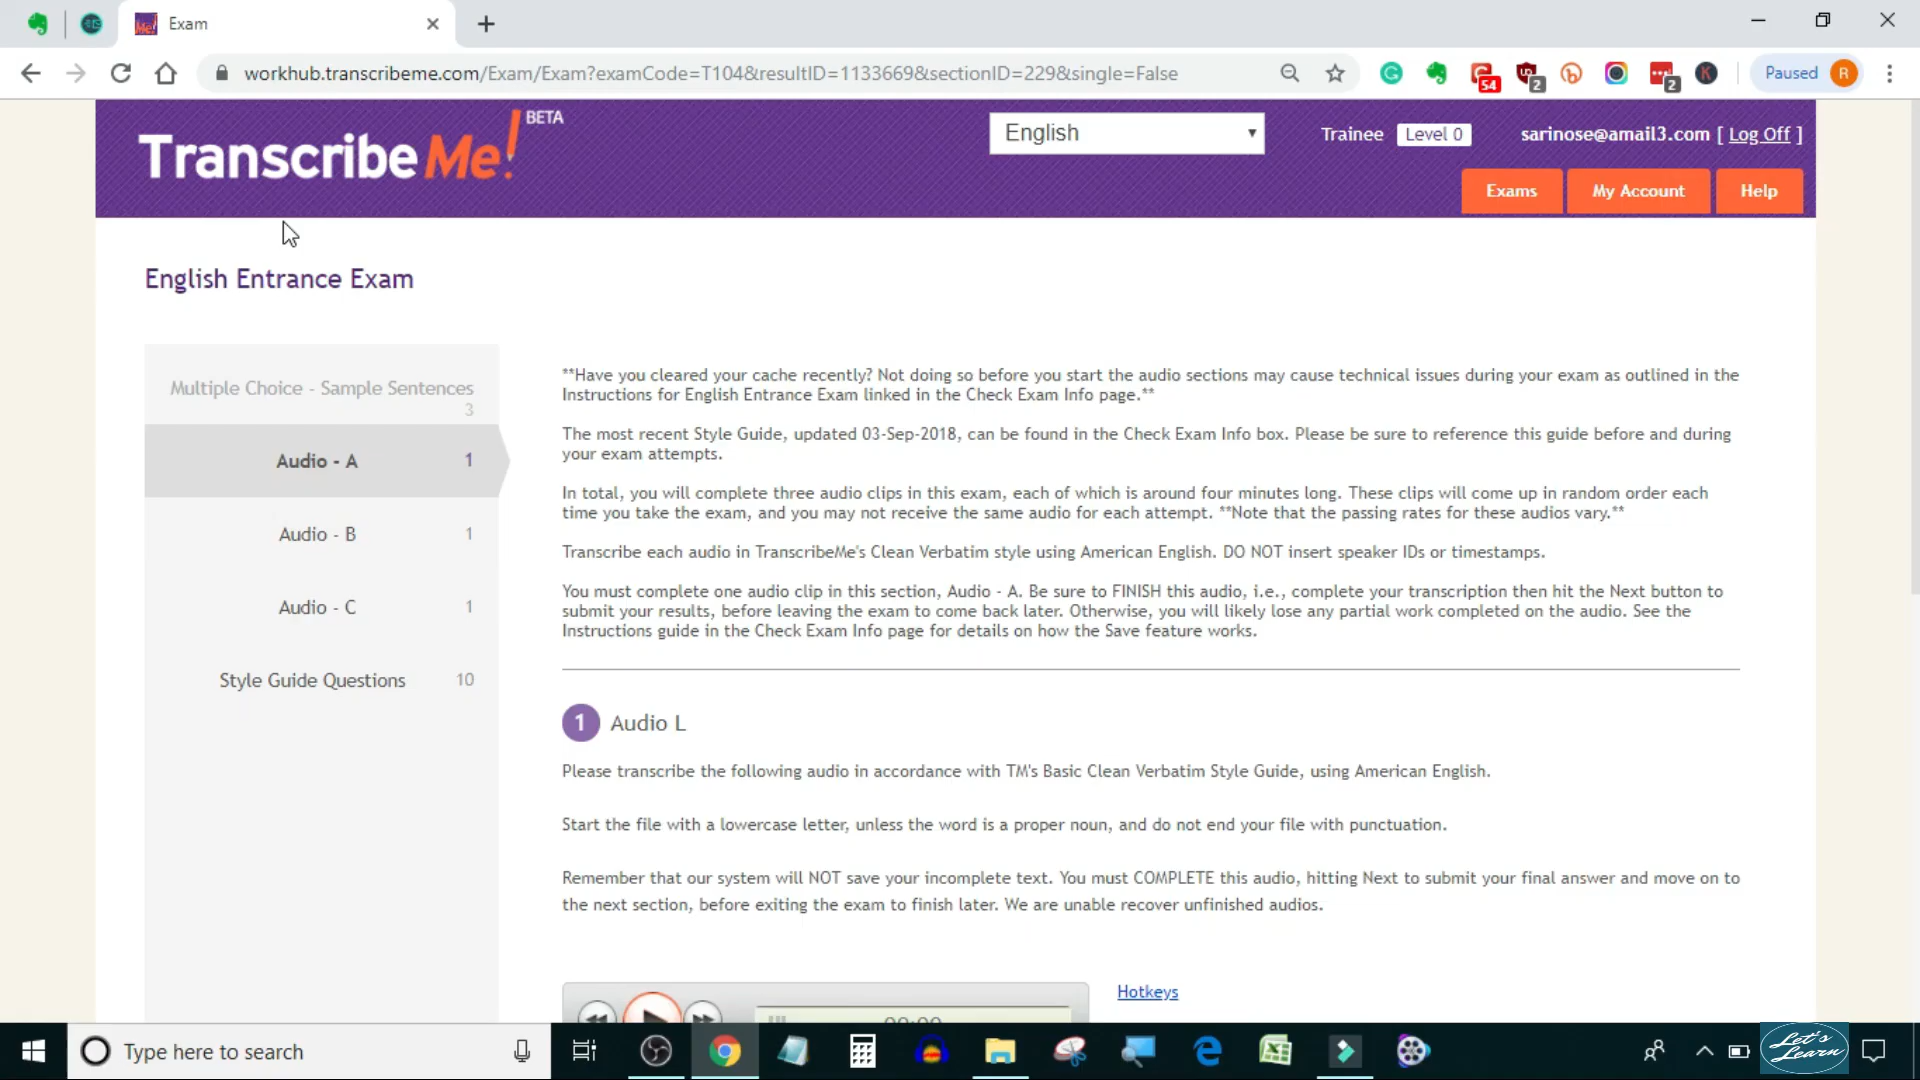 Exam
workhub.transcribeme.com/Exam/Exam?examCode=T104&resultID=1133669&sectionID=229&single=False
54
2
2
K
Paused
R
TranscribeMe!
BETA
English
Trainee
Level 0
sarinose@amail3.com [ Log Off ]
Exams
My Account
Help
English Entrance Exam
Multiple Choice - Sample Sentences
3
Audio - A 1
Audio - B 1
Audio - C 1
Style Guide Questions 10
**Have you cleared your cache recently? Not doing so before you start the audio sections may cause technical issues during your exam as outlined in the
Instructions for English Entrance Exam linked in the Check Exam Info page.**
The most recent Style Guide, updated 03-Sep-2018, can be found in the Check Exam Info box. Please be sure to reference this guide before and during
your exam attempts.
In total, you will complete three audio clips in this exam, each of which is around four minutes long. These clips will come up in random order each
time you take the exam, and you may not receive the same audio for each attempt. **Note that the passing rates for these audios vary.**
Transcribe each audio in TranscribeMe's Clean Verbatim style using American English. DO NOT insert speaker IDs or timestamps.
You must complete one audio clip in this section, Audio - A. Be sure to FINISH this audio, i.e., complete your transcription then hit the Next button to
submit your results, before leaving the exam to come back later. Otherwise, you will likely lose any partial work completed on the audio. See the
Instructions guide in the Check Exam Info page for details on how the Save feature works.
1 Audio L
Please transcribe the following audio in accordance with TM's Basic Clean Verbatim Style Guide, using American English.
Start the file with a lowercase letter, unless the word is a proper noun, and do not end your file with punctuation.
Remember that our system will NOT save your incomplete text. You must COMPLETE this audio, hitting Next to submit your final answer and move on to
the next section, before exiting the exam to finish later. We are unable recover unfinished audios.
Hotkeys
00:00
Type here to search
Let's
Learn